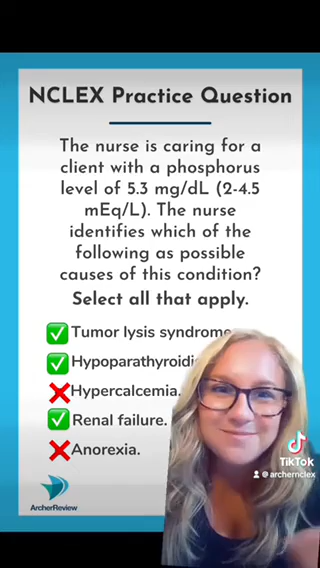 NCLEX Practice Question
The nurse is caring for a
client with a phosphorus
level of 5.3 mg/dL (2-4.5
mEq/L). The nurse
identifies which of the
following as possible
causes of this condition?
Select all that apply.
Tumor lysis syndrome
Hypercalcemia.
Renal failure.
Anorexia.
ArcherReview
TikTok
@archernclex